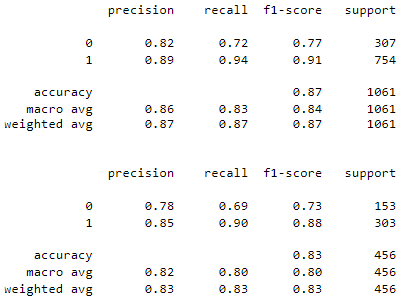 precision recall f1-score support
0 0.82 0.72 0.77 307
1 0.89 0.94 0.91 754
accuracy 0.87 1061
macro avg 0.86 0.83 0.84 1061
weighted avg 0.87 0.87 0.87 1061
precision recall f1-score support
0 0.78 0.69 0.73 153
1 0.85 0.90 0.88 303
accuracy 0.83 456
macro avg 0.82 0.80 0.80 456
weighted avg 0.83 0.83 0.83 456